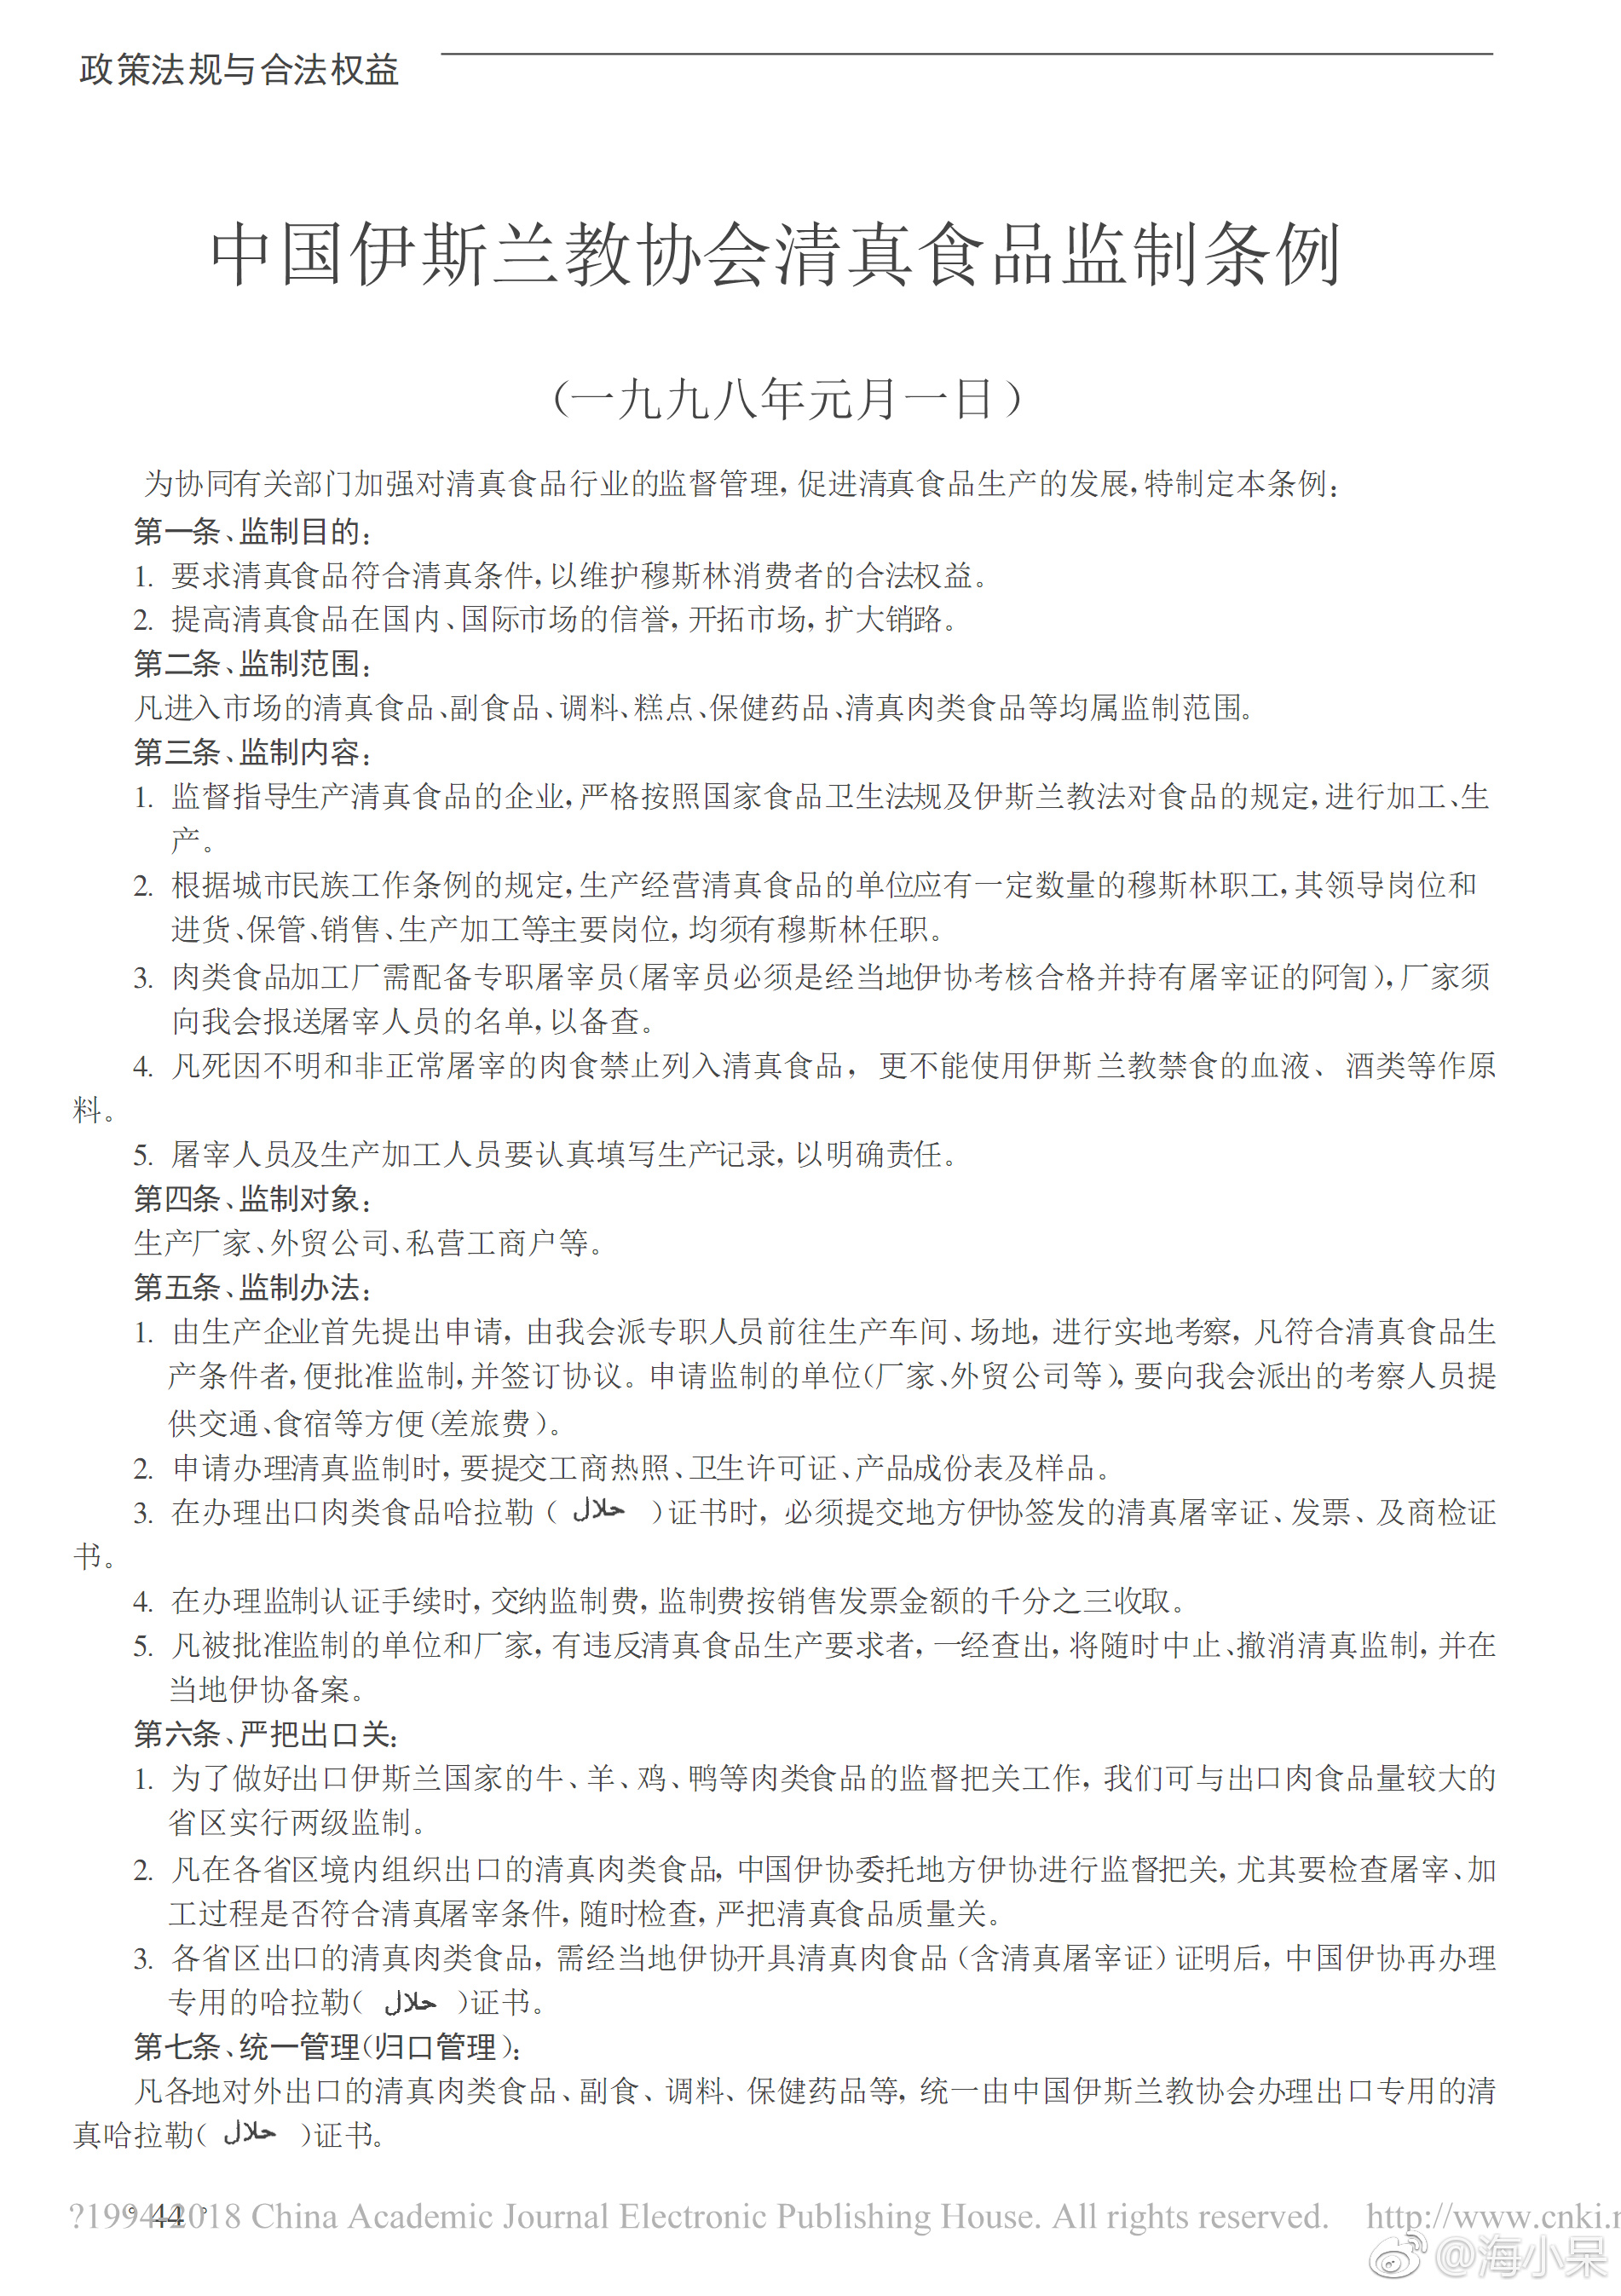 政策法规与合法权益
中国伊斯兰教协会清真食品监制条例
(一九九八年元月一日)
为协同有关部门加强对清真食品行业的监督管理,促进清真食品生产的发展,特制定本条例:
第一条、监制目的:
1. 要求清真食品符合清真条件,以维护穆斯林消费者的合法权益。
2. 提高清真食品在国内、国际市场的信誉,开拓市场,扩大销路。
第二条、监制范围:
凡进入市场的清真食品、副食品、调料、糕点、保健药品、清真肉类食品等均属监制范围。
第三条、监制内容:
1. 监督指导生产清真食品的企业,严格按照国家食品卫生法规及伊斯兰教法对食品的规定,进行加工、生
产。
2. 根据城市民族工作条例的规定,生产经营清真食品的单位应有一定数量的穆斯林职工,其领导岗位和
进货、保管、销售、生产加工等主要岗位,均须有穆斯林任职。
3. 肉类食品加工厂需配备专职屠宰员(屠宰员必须是经当地伊协考核合格并持有屠宰证的阿訇),厂家须
向我会报送屠宰人员的名单,以备查。
4. 凡死因不明和非正常屠宰的肉食禁止列入清真食品,更不能使用伊斯兰教禁食的血液、酒类等作原
料。
5. 屠宰人员及生产加工人员要认真填写生产记录,以明确责任。
第四条、监制对象:
生产厂家、外贸公司、私营工商户等。
第五条、监制办法:
1. 由生产企业首先提出申请,由我会派专职人员前往生产车间、场地,进行实地考察,凡符合清真食品生
产条件者,便批准监制,并签订协议。申请监制的单位(厂家、外贸公司等),要向我会派出的考察人员提
供交通、食宿等方便(差旅费)。
2. 申请办理清真监制时,要提交工商热照、卫生许可证、产品成份表及样品。
3. 在办理出口肉类食品哈拉勒( حلال )证书时,必须提交地方伊协签发的清真屠宰证、发票、及商检证
书。
4. 在办理监制认证手续时,交纳监制费,监制费按销售发票金额的千分之三收取。
5. 凡被批准监制的单位和厂家,有违反清真食品生产要求者,一经查出,将随时中止、撤消清真监制,并在
当地伊协备案。
第六条、严把出口关:
1. 为了做好出口伊斯兰国家的牛、羊、鸡、鸭等肉类食品的监督把关工作,我们可与出口肉食品量较大的
省区实行两级监制。
2. 凡在各省区境内组织出口的清真肉类食品,中国伊协委托地方伊协进行监督把关,尤其要检查屠宰、加
工过程是否符合清真屠宰条件,随时检查,严把清真食品质量关。
3. 各省区出口的清真肉类食品,需经当地伊协开具清真肉食品(含清真屠宰证)证明后,中国伊协再办理
专用的哈拉勒( حلال )证书。
第七条、统一管理(归口管理):
凡各地对外出口的清真肉类食品、副食、调料、保健药品等,统一由中国伊斯兰教协会办理出口专用的清
真哈拉勒( حلال )证书。
° 44 °
?1994-2018 China Academic Journal Electronic Publishing House. All rights reserved. http://www.cnki.n
@海小呆